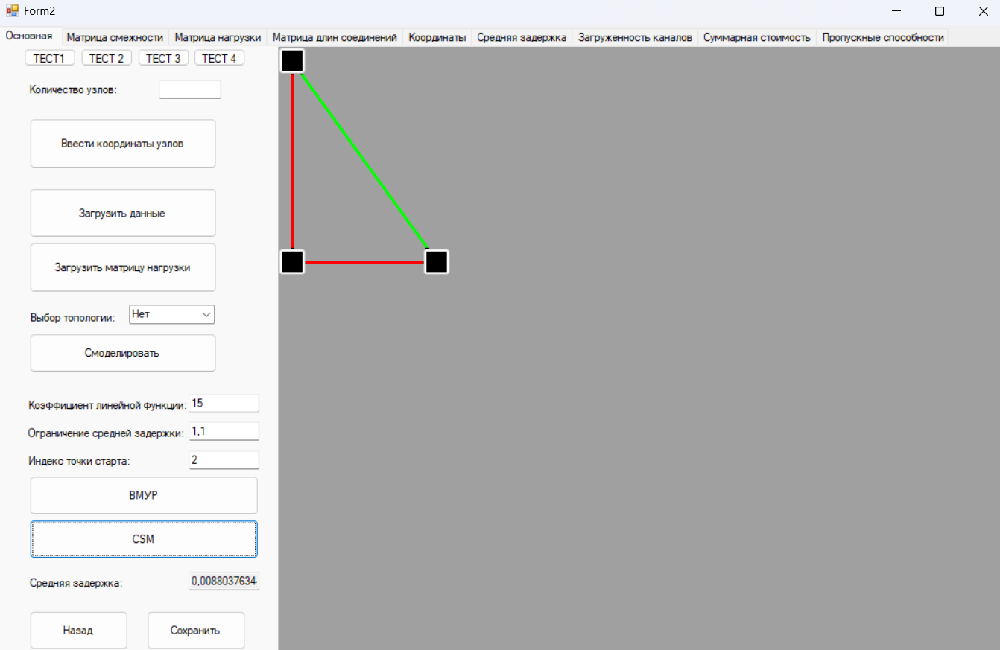 Form2
Основная Матрица смежности Матрица нагрузки Матрица длин соединений Координаты Средняя задержка Загруженность каналов Суммарная стоимость Пропускные способности
ТЕСТ1 ТЕСТ 2 ТЕСТ 3 ТЕСТ 4
Количество узлов:
Ввести координаты узлов
Загрузить данные
Загрузить матрицу нагрузки
Выбор топологии: Нет
Смоделировать
Коэффициент линейной функции: 15
Ограничение средней задержки: 1,1
Индекс точки старта: 2
ВМУР
CSM
Средняя задержка: 0,0088037634
Назад Сохранить